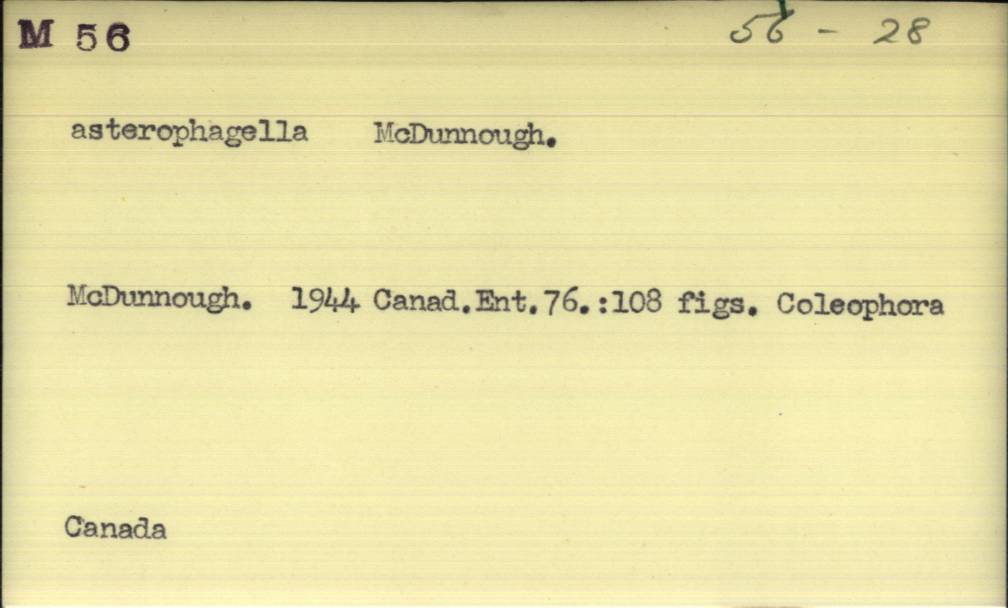 M 56
56 - 28
asterophagella McDunnough.
McDunnough. 1944 Canad.Ent.76.:108 figs. Coleophora
Canada